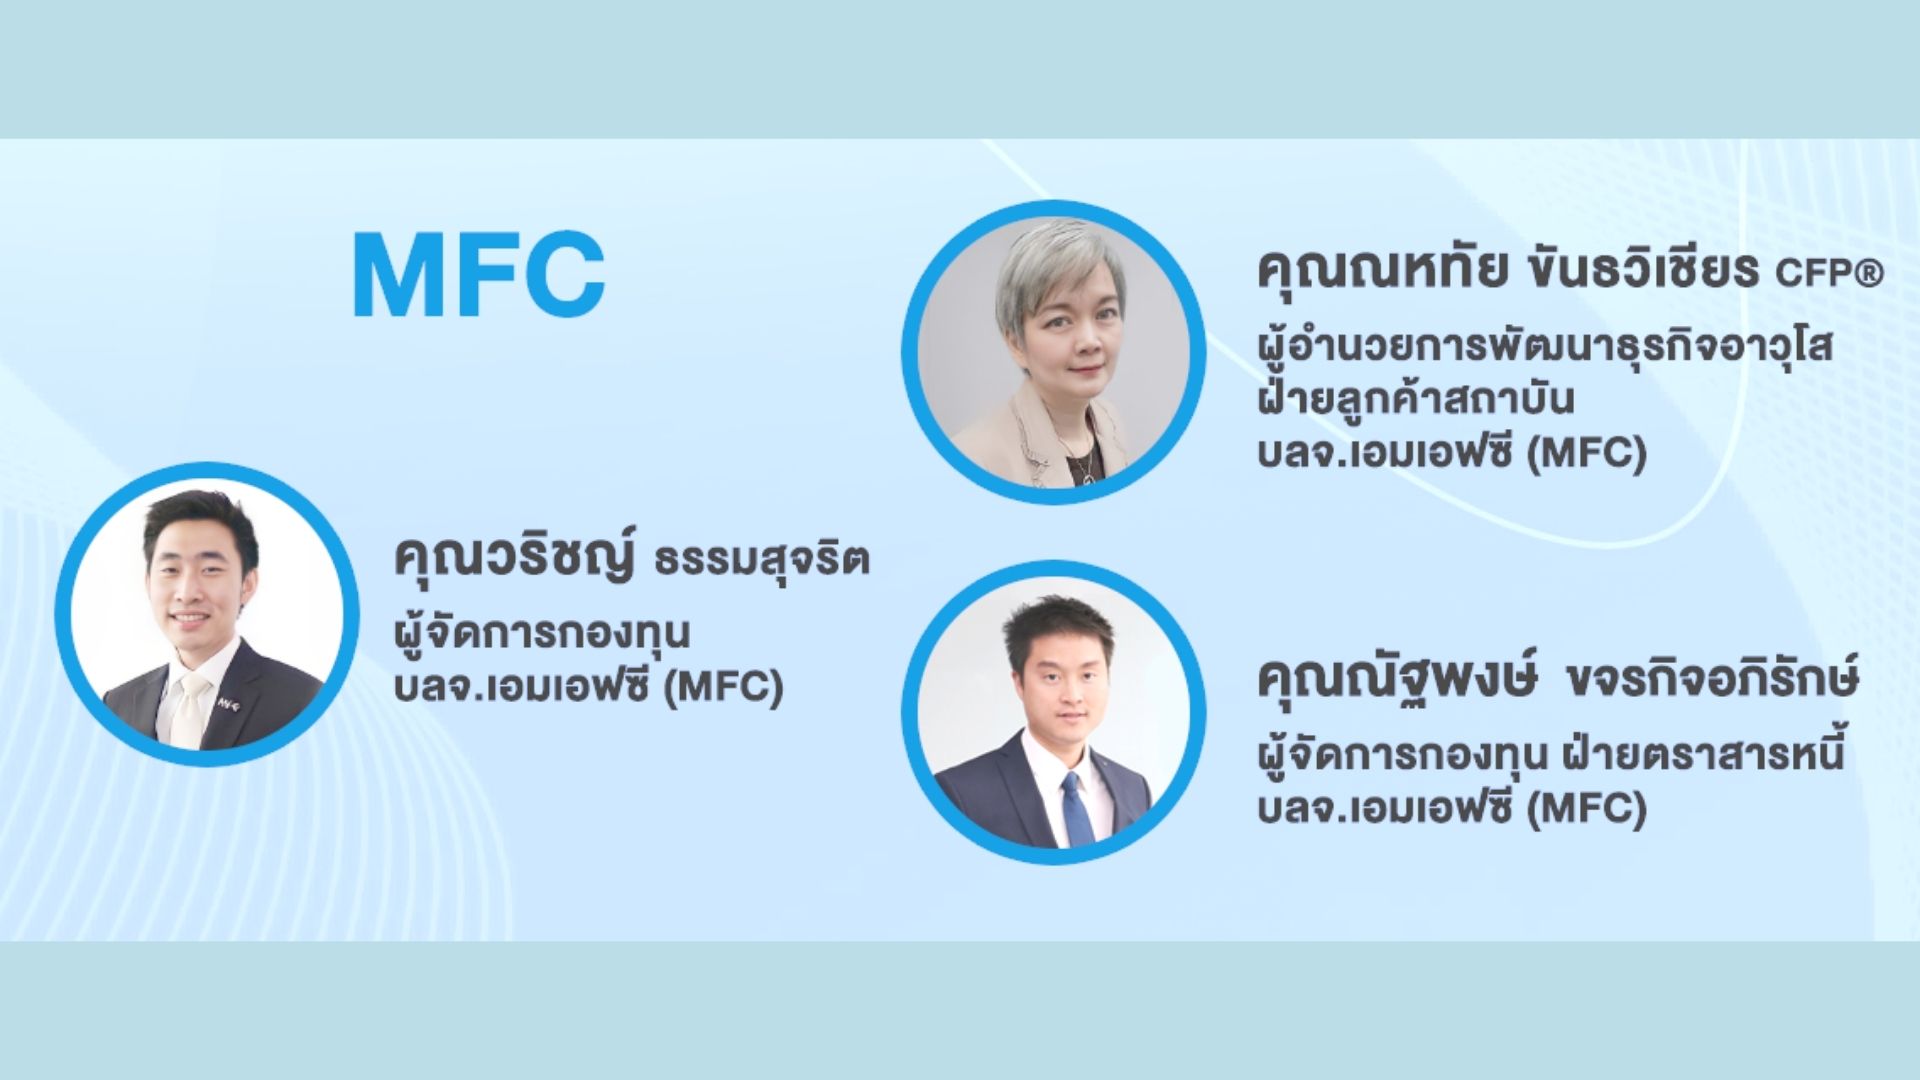 MFC
คุณวริชญ์ ธรรมสุจริต
ผู้จัดการกองทุน
บลจ.เอมเอฟซี (MFC)
คุณณหทัย ขันธวิเชียร CFP®
ผู้อำนวยการพัฒนาธุรกิจอาวุโส
ฝ่ายลูกค้าสถาบัน
บลจ.เอมเอฟซี (MFC)
คุณณัฐพงษ์ ขจรกิจอภิรักษ์
ผู้จัดการกองทุน ฝ่ายตราสารหนี้
บลจ.เอมเอฟซี (MFC)